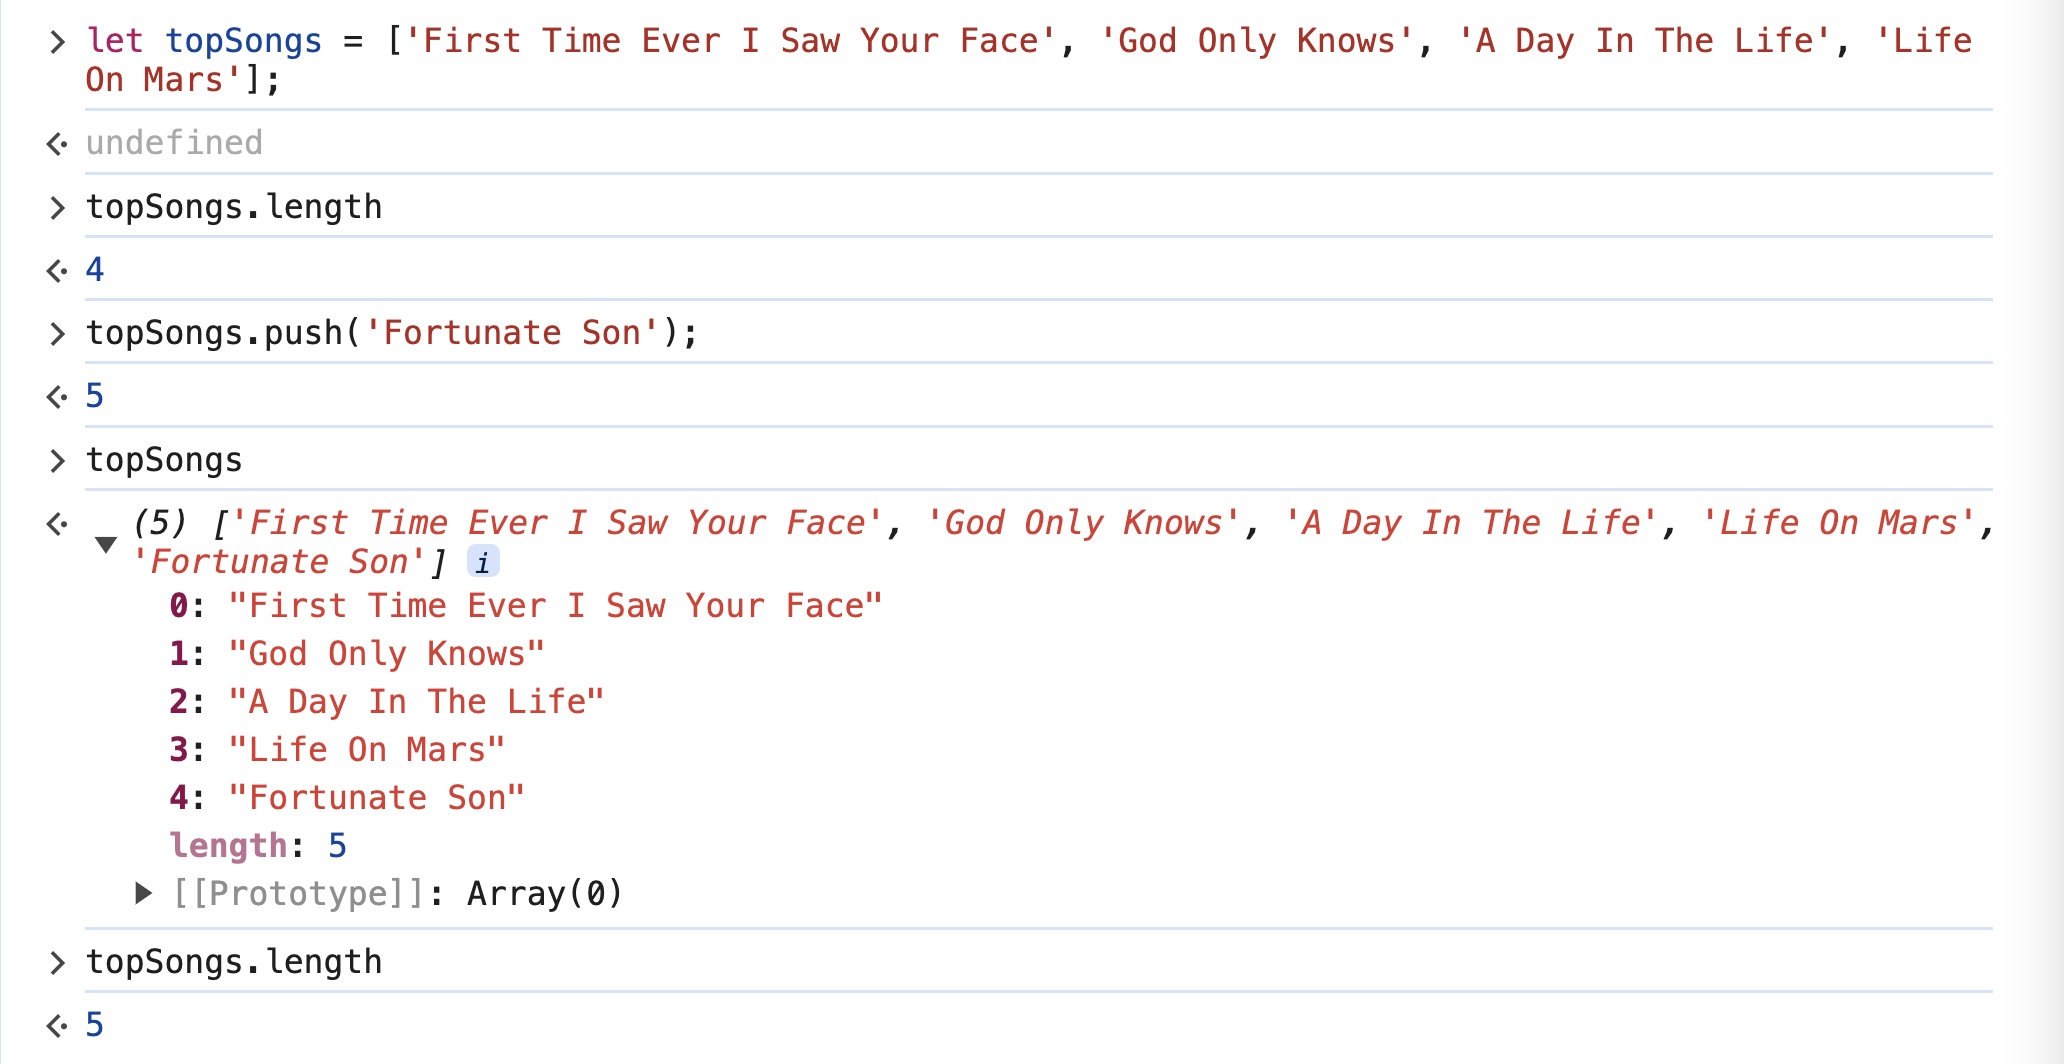 > let topSongs = ['First Time Ever I Saw Your Face', 'God Only Knows', 'A Day In The Life', 'Life
On Mars'];
undefined
> topSongs.length
4
> topSongs.push('Fortunate Son');
5
> topSongs
(5) ['First Time Ever I Saw Your Face', 'God Only Knows', 'A Day In The Life', 'Life On Mars',
'Fortunate Son'] i
0: "First Time Ever I Saw Your Face"
1: "God Only Knows"
2: "A Day In The Life"
3: "Life On Mars"
4: "Fortunate Son"
length: 5
[[Prototype]]: Array(0)
> topSongs.length
5